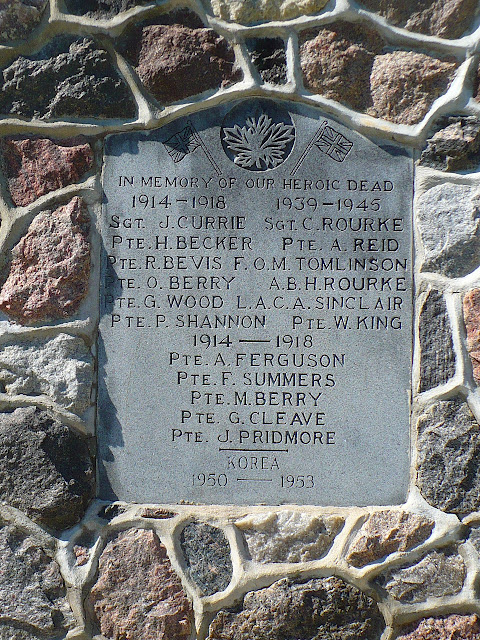 IN MEMORY OF OUR HEROIC DEAD
1914-1918 1939-1945
SGT. J. CURRIE SGT. C. ROURKE
PTE. H. BECKER PTE. A. REID
PTE. R. BEVIS F.O. M. TOMLINSON
PTE. O. BERRY A.B. H. ROURKE
PTE. G. WOOD L.A.C. A. SINCLAIR
PTE. P. SHANNON PTE. W. KING
1914 — 1918
PTE. A. FERGUSON
PTE. F. SUMMERS
PTE. M. BERRY
PTE. G. CLEAVE
PTE. J. PRIDMORE
KOREA
1950 — 1953